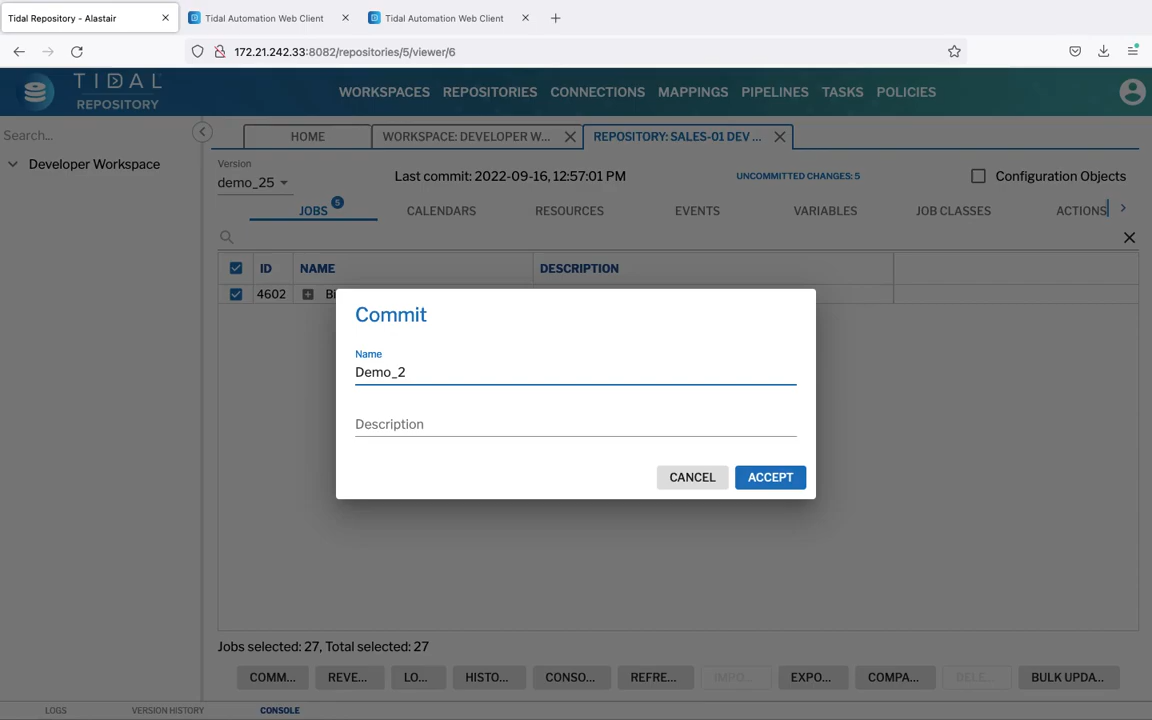 Tidal Repository - Alastair
Tidal Automation Web Client
Tidal Automation Web Client
172.21.242.33:8082/repositories/5/viewer/6
TIDAL
REPOSITORY
WORKSPACES REPOSITORIES CONNECTIONS MAPPINGS PIPELINES TASKS POLICIES
Search...
HOME
WORKSPACE: DEVELOPER W...
REPOSITORY: SALES-01 DEV ...
Developer Workspace
Version
demo_25
Last commit: 2022-09-16, 12:57:01 PM
UNCOMMITTED CHANGES: 5
Configuration Objects
JOBS 5 CALENDARS RESOURCES EVENTS VARIABLES JOB CLASSES ACTIONS
ID NAME DESCRIPTION
4602 Bi
Commit
Name
Demo_2
Description
CANCEL ACCEPT
Jobs selected: 27, Total selected: 27
COMM... REVE... LO... HISTO... CONSO... REFRE... IMPO... EXPO... COMPA... DELE... BULK UPDA...
LOGS VERSION HISTORY CONSOLE